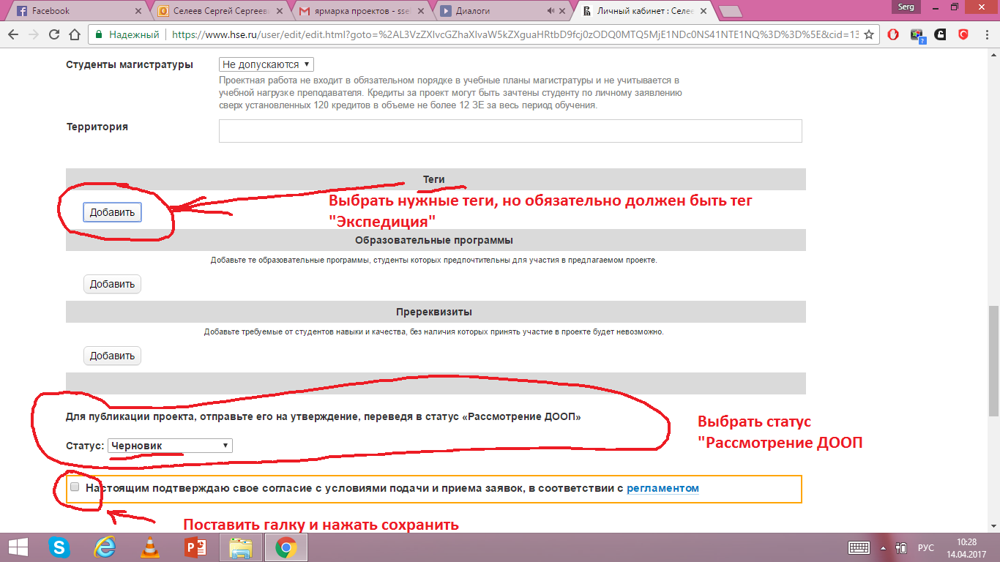 Facebook
Селеев Сергей Сергееви
ярмарка проектов - ssel
Диалоги
Личный кабинет : Селее
Serg
Надежный
https://www.hse.ru/user/edit/edit.html?goto=%2AL3VzZXIvcGZhaXIvaW5kZXguaHRtbD9fcj0zODQ0MTQ5MjE1NDc0NS41NTE1NQ%3D%3D%5E&cid=13
Студенты магистратуры
Не допускаются
Проектная работа не входит в обязательном порядке в учебные планы магистратуры и не учитывается в
учебной нагрузке преподавателя. Кредиты за проект могут быть зачтены студенту по личному заявлению
сверх установленных 120 кредитов в объеме не более 12 ЗЕ за весь период обучения.
Территория
Теги
Добавить
Выбрать нужные теги, но обязательно должен быть тег
"Экспедиция"
Образовательные программы
Добавьте те образовательные программы, студенты которых предпочтительны для участия в предлагаемом проекте.
Добавить
Пререквизиты
Добавьте требуемые от студентов навыки и качества, без наличия которых принять участие в проекте будет невозможно.
Добавить
Для публикации проекта, отправьте его на утверждение, переведя в статус «Рассмотрение ДООП»
Статус: Черновик
Выбрать статус
"Рассмотрение ДООП
Настоящим подтверждаю свое согласие с условиями подачи и приема заявок, в соответствии с регламентом
Поставить галку и нажать сохранить
РУС
10:28
14.04.2017